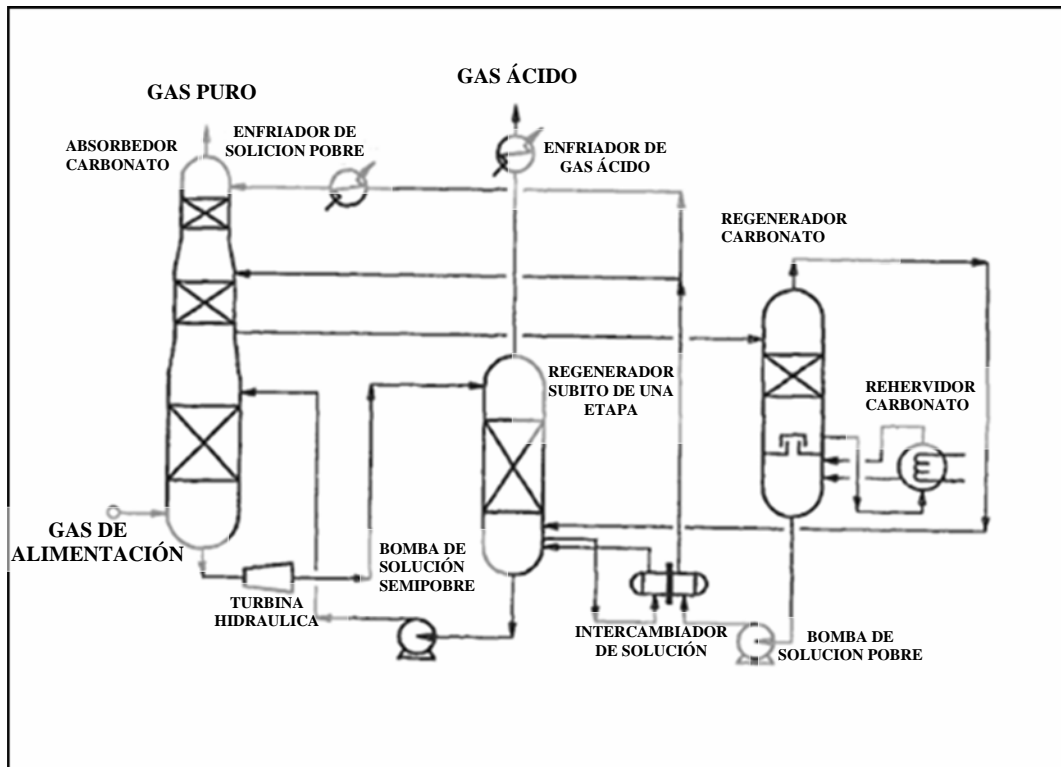 GAS ÁCIDO
GAS PURO
ABSORBEDOR
CARBONATO
ENFRIADOR DE
SOLICION POBRE
ENFRIADOR DE
GAS ÁCIDO
REGENERADOR
CARBONATO
REGENERADOR
SUBITO DE UNA
ETAPA
REHERVIDOR
CARBONATO
GAS DE
ALIMENTACIÓN
BOMBA DE
SOLUCIÓN
SEMIPOBRE
TURBINA
HIDRAULICA
INTERCAMBIADOR
DE SOLUCIÓN
BOMBA DE
SOLUCION POBRE